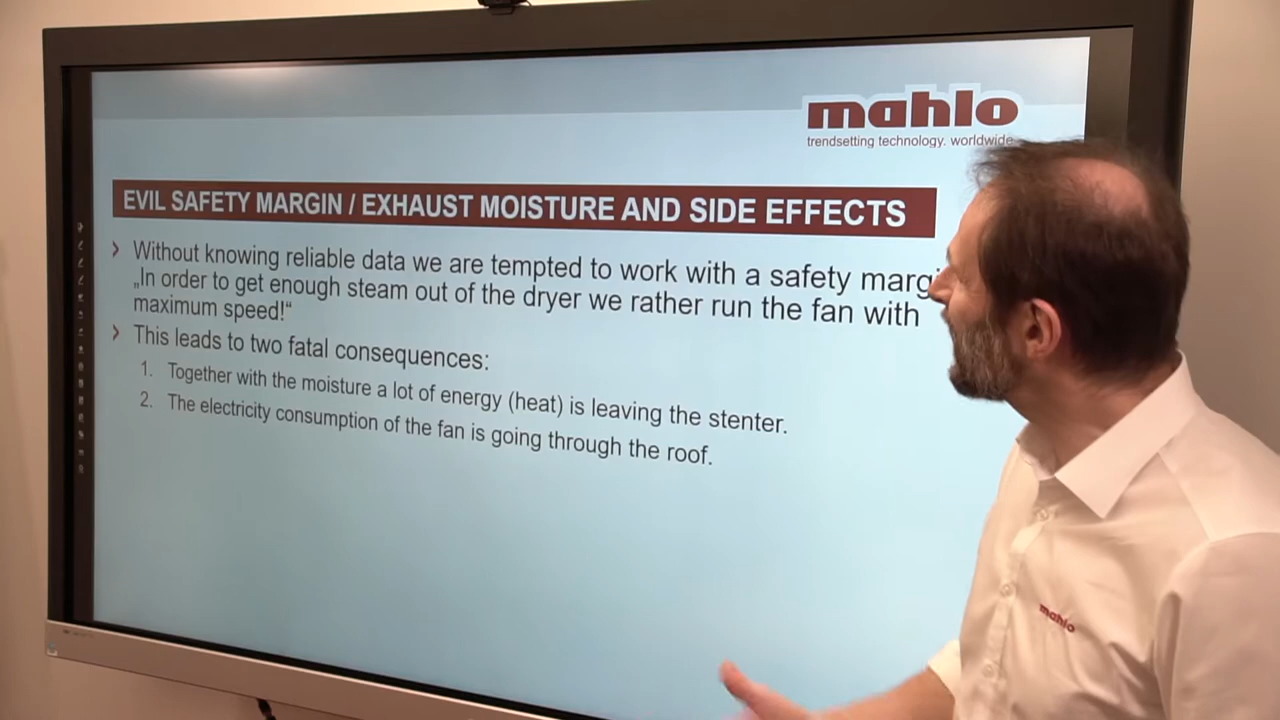 mahlo
trendsetting technology. worldwide
EVIL SAFETY MARGIN / EXHAUST MOISTURE AND SIDE EFFECTS
› Without knowing reliable data we are tempted to work with a safety margi
„In order to get enough steam out of the dryer we rather run the fan with
maximum speed!“
› This leads to two fatal consequences:
1. Together with the moisture a lot of energy (heat) is leaving the stenter.
2. The electricity consumption of the fan is going through the roof.
mahlo